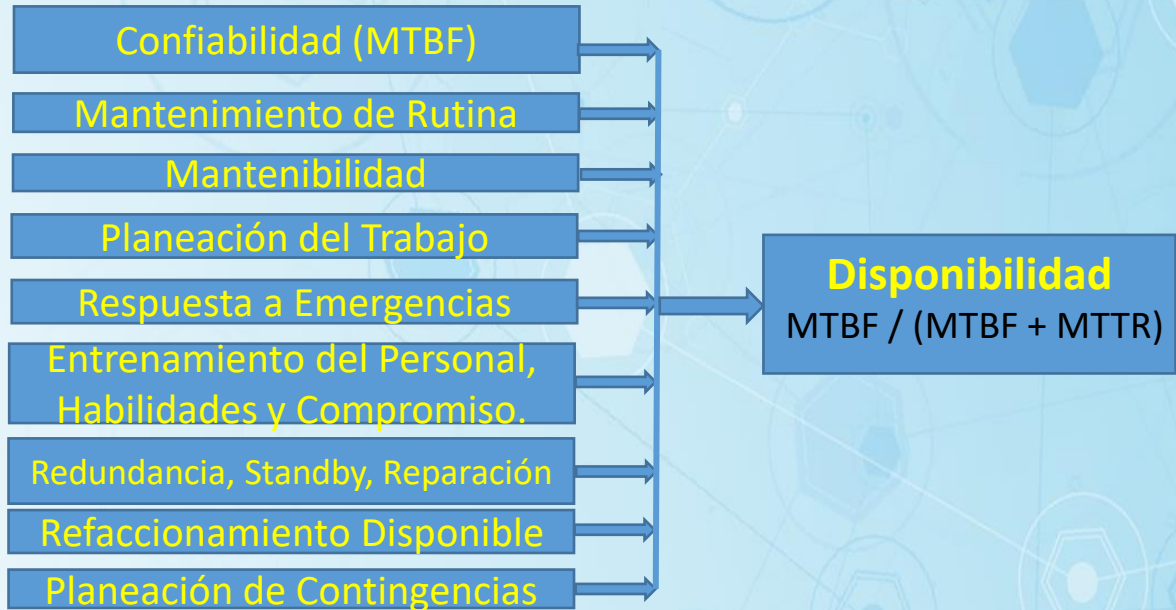 Confiabilidad (MTBF)
Mantenimiento de Rutina
Mantenibilidad
Planeación del Trabajo
Respuesta a Emergencias
Entrenamiento del Personal,
Habilidades y Compromiso.
Redundancia, Standby, Reparación
Refaccionamiento Disponible
Planeación de Contingencias
Disponibilidad
MTBF / (MTBF + MTTR)